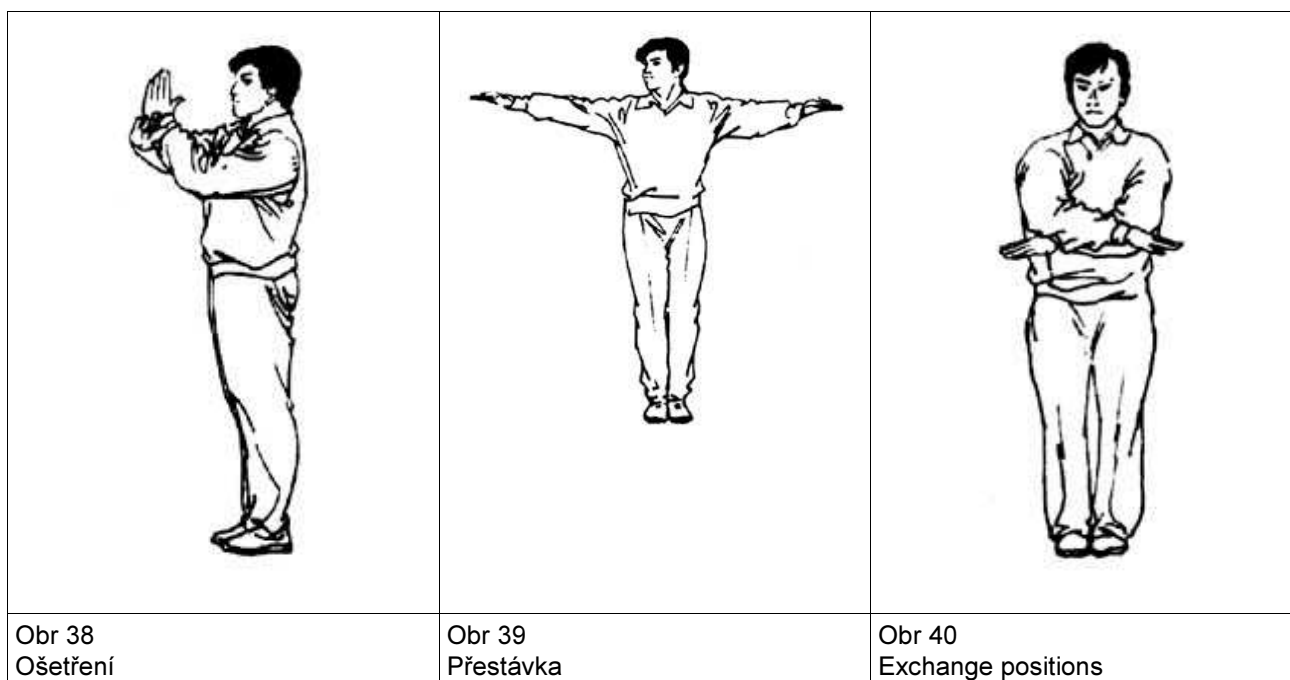 Obr 38
Ošetření
Obr 39
Přestávka
Obr 40
Exchange positions